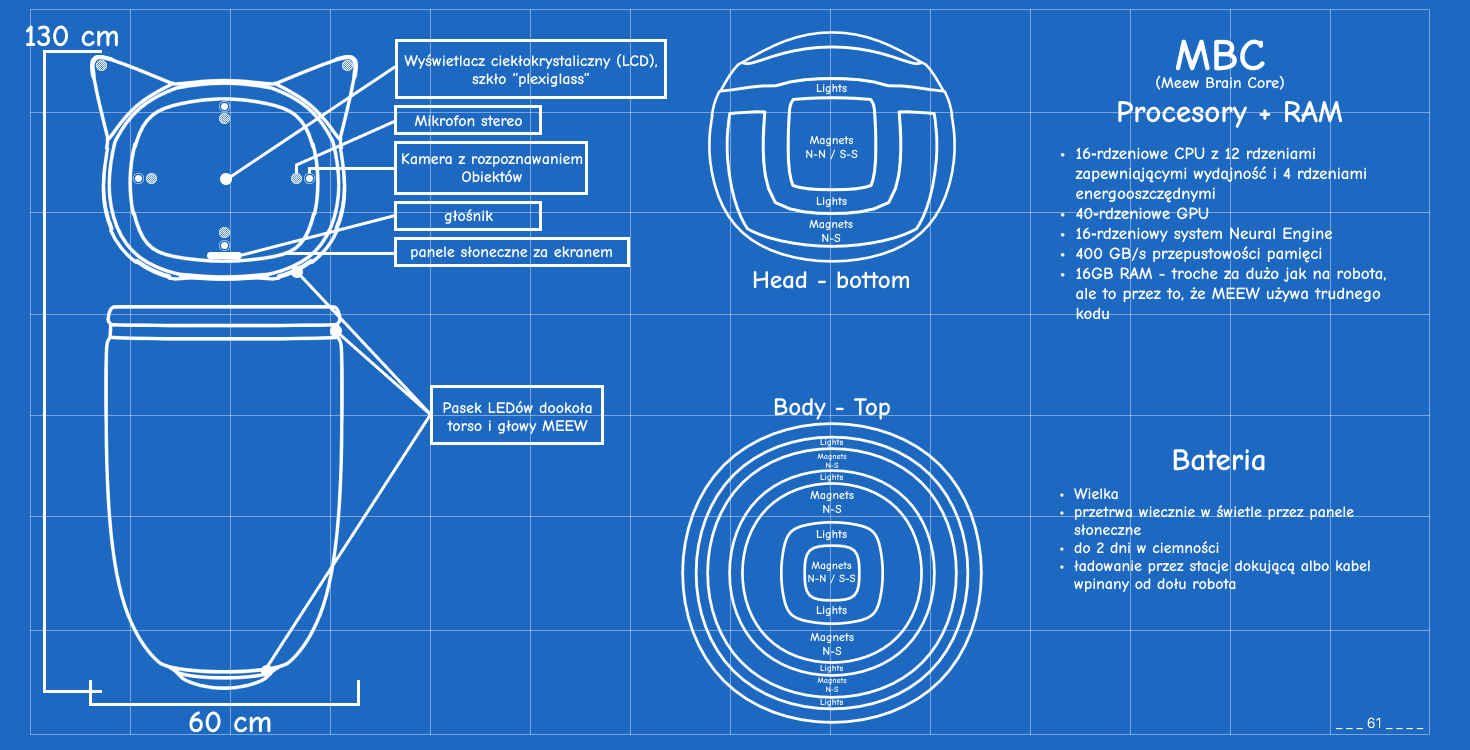 130 cm
Wyświetlacz ciekłokrystaliczny (LCD),
szkło "plexiglass"
Mikrofon stereo
Kamera z rozpoznawaniem
Obiektów
głośnik
panele słoneczne za ekranem
Pasek LEDów dookoła
torso i głowy MEEW
60 cm
Lights
Magnets
N-N / S-S
Lights
Magnets
N-S
Head - bottom
Body - Top
Lights
Magnets
N-S
Lights
Magnets
N-S
Lights
Magnets
N-N / S-S
Lights
Magnets
N-S
Lights
Magnets
N-S
Lights
MBC
(Meew Brain Core)
Procesory + RAM
• 16-rdzeniowe CPU z 12 rdzeniami
zapewniającymi wydajność i 4 rdzeniami
energooszczędnymi
• 40-rdzeniowe GPU
• 16-rdzeniowy system Neural Engine
• 400 GB/s przepustowości pamięci
• 16GB RAM - troche za dużo jak na robota,
ale to przez to, że MEEW używa trudnego
kodu
Bateria
• Wielka
• przetrwa wiecznie w świetle przez panele
słoneczne
• do 2 dni w ciemności
• ładowanie przez stacje dokującą albo kabel
wpinany od dołu robota
_ _ _ 61 _ _ _ _